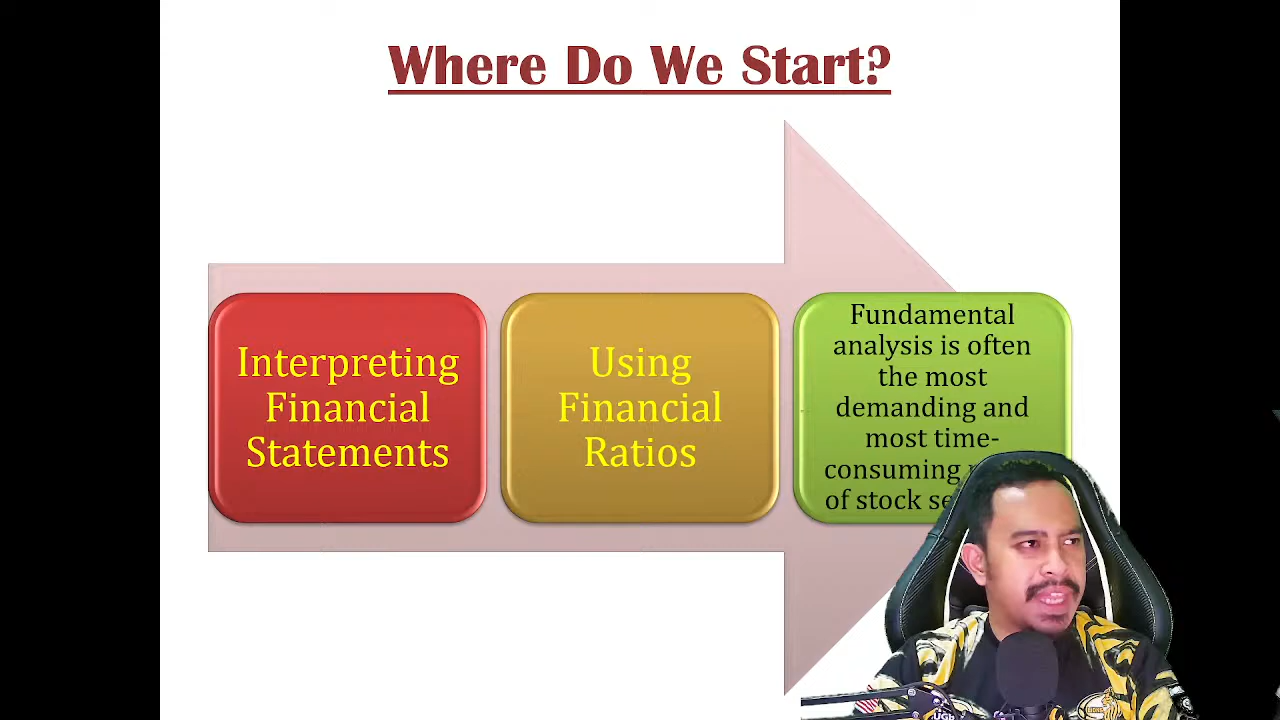 Where Do We Start?
Interpreting
Financial
Statements
Using
Financial
Ratios
Fundamental
analysis is often
the most
demanding and
most time-
consuming
of stock